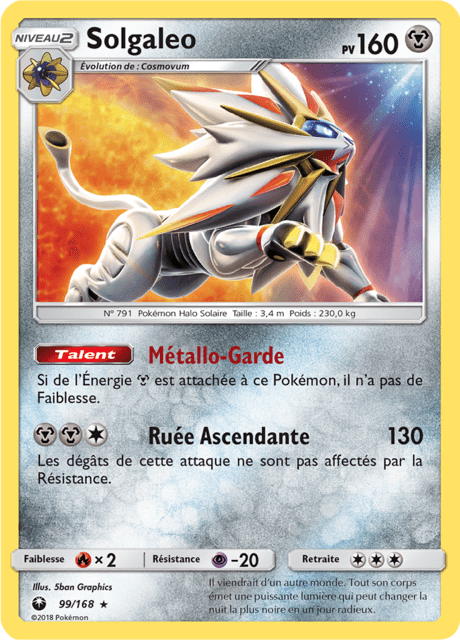 NIVEAU2
Solgaleo
PV160
Évolution de : Cosmovum
N° 791 Pokémon Halo Solaire Taille : 3,4 m Poids : 230,0 kg
Talent Métallo-Garde
Si de l'Énergie est attachée à ce Pokémon, il n'a pas de
Faiblesse.
Ruée Ascendante 130
Les dégâts de cette attaque ne sont pas affectés par la
Résistance.
Faiblesse ×2 Résistance -20 Retraite
Illus. 5ban Graphics
99/168 ★
©2018 Pokémon
Il viendrait d'un autre monde. Tout son corps
émet une puissante lumière qui peut changer la
nuit la plus noire en un jour radieux.